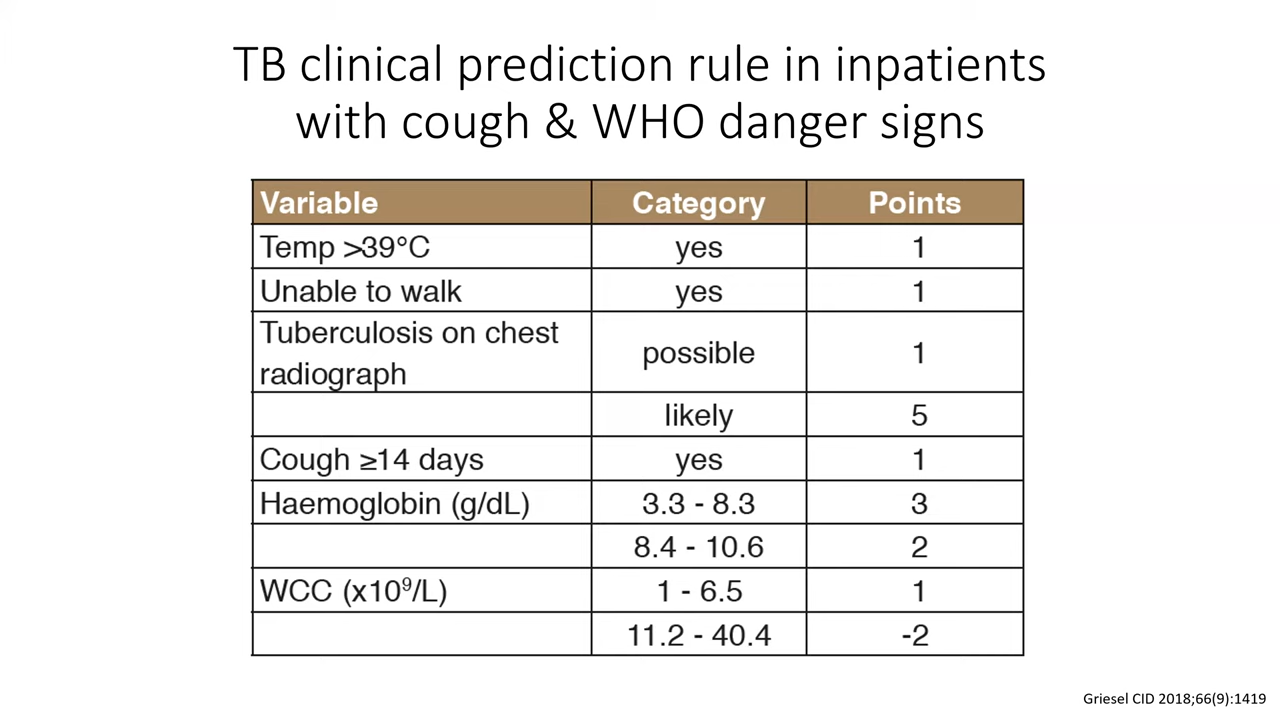 TB clinical prediction rule in inpatients
with cough & WHO danger signs
Variable Category Points
Temp >39°C yes 1
Unable to walk yes 1
Tuberculosis on chest
radiograph possible 1
likely 5
Cough ≥14 days yes 1
Haemoglobin (g/dL) 3.3 - 8.3 3
8.4 - 10.6 2
WCC (x10⁹/L) 1 - 6.5 1
11.2 - 40.4 -2
Griesel CID 2018;66(9):1419